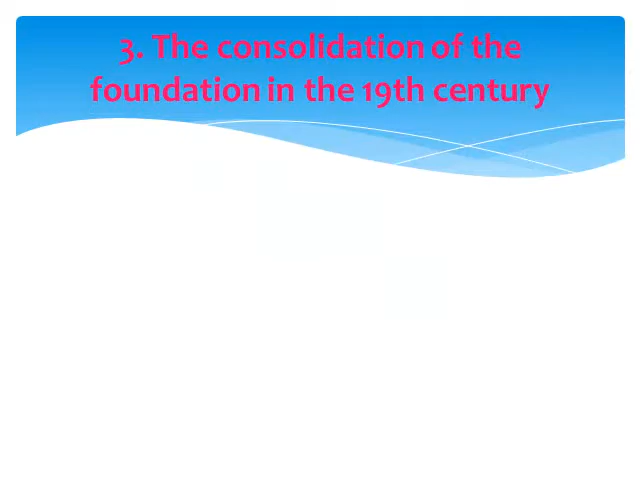 3. The consolidation of the
foundation in the 19th century